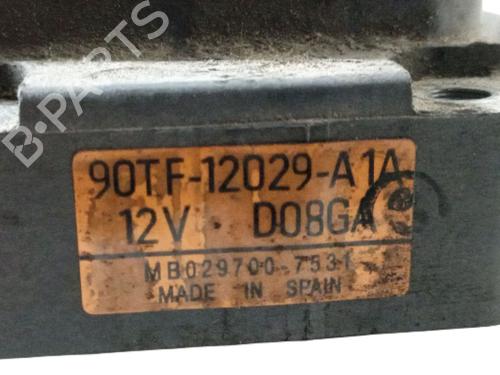 B-PARTS
90TF-12029-A1A
12V · D08GA
MB029700-7531
MADE IN SPAIN